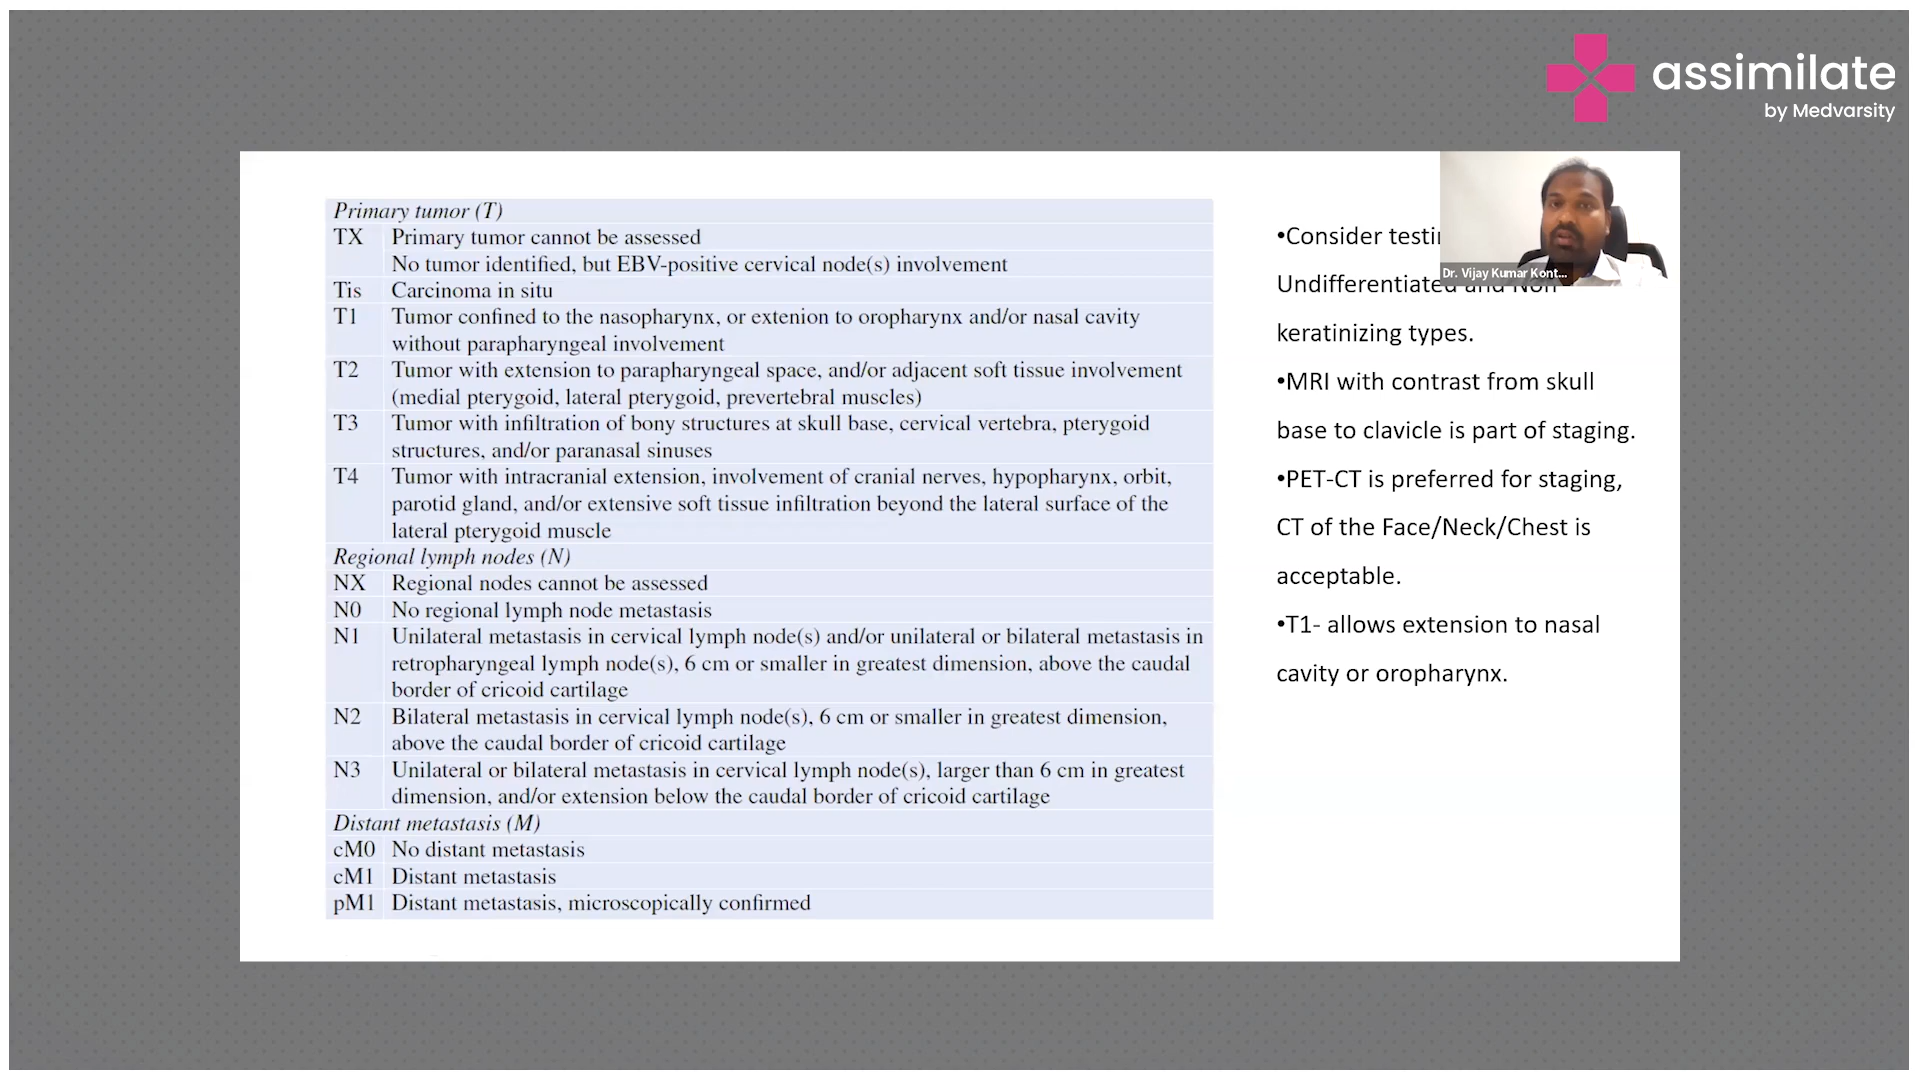 assimilate
by Medvarsity
Primary tumor (T)
TX Primary tumor cannot be assessed
No tumor identified, but EBV-positive cervical node(s) involvement
Tis Carcinoma in situ
T1 Tumor confined to the nasopharynx, or extenion to oropharynx and/or nasal cavity
without parapharyngeal involvement
T2 Tumor with extension to parapharyngeal space, and/or adjacent soft tissue involvement
(medial pterygoid, lateral pterygoid, prevertebral muscles)
T3 Tumor with infiltration of bony structures at skull base, cervical vertebra, pterygoid
structures, and/or paranasal sinuses
T4 Tumor with intracranial extension, involvement of cranial nerves, hypopharynx, orbit,
parotid gland, and/or extensive soft tissue infiltration beyond the lateral surface of the
lateral pterygoid muscle
Regional lymph nodes (N)
NX Regional nodes cannot be assessed
N0 No regional lymph node metastasis
N1 Unilateral metastasis in cervical lymph node(s) and/or unilateral or bilateral metastasis in
retropharyngeal lymph node(s), 6 cm or smaller in greatest dimension, above the caudal
border of cricoid cartilage
N2 Bilateral metastasis in cervical lymph node(s), 6 cm or smaller in greatest dimension,
above the caudal border of cricoid cartilage
N3 Unilateral or bilateral metastasis in cervical lymph node(s), larger than 6 cm in greatest
dimension, and/or extension below the caudal border of cricoid cartilage
Distant metastasis (M)
cM0 No distant metastasis
cM1 Distant metastasis
pM1 Distant metastasis, microscopically confirmed
•Consider
Dr. Vijay Kumar Kont...
Undifferentiated and Non
keratinizing types.
•MRI with contrast from skull
base to clavicle is part of staging.
•PET-CT is preferred for staging,
CT of the Face/Neck/Chest is
acceptable.
•T1- allows extension to nasal
cavity or oropharynx.